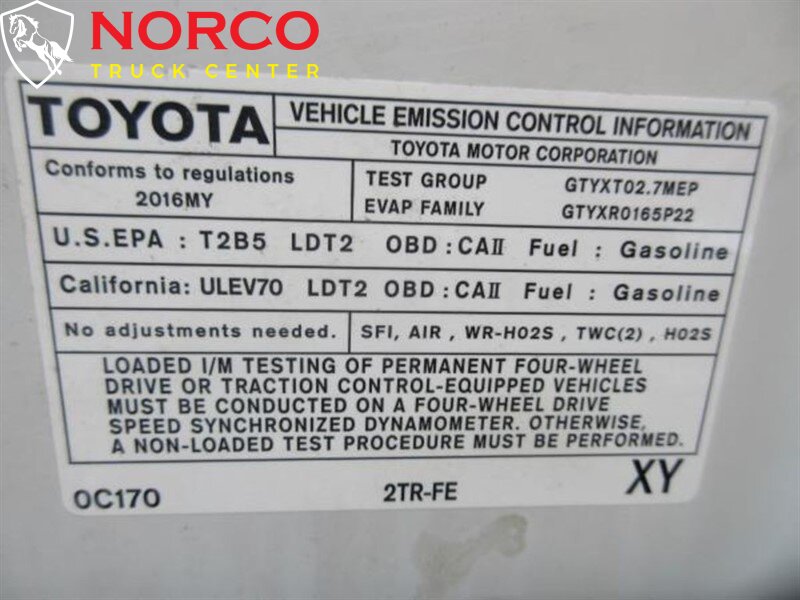 NORCO
TRUCK CENTER
TOYOTA
VEHICLE EMISSION CONTROL INFORMATION
TOYOTA MOTOR CORPORATION
Conforms to regulations
2016MY
TEST GROUP GTYXT02.7MEP
EVAP FAMILY GTYXR0165P22
U.S.EPA : T2B5 LDT2 OBD : CAII Fuel : Gasoline
California: ULEV70 LDT2 OBD : CAII Fuel : Gasoline
No adjustments needed.
SFI, AIR , WR-HO2S , TWC(2) , HO2S
LOADED I/M TESTING OF PERMANENT FOUR-WHEEL
DRIVE OR TRACTION CONTROL-EQUIPPED VEHICLES
MUST BE CONDUCTED ON A FOUR-WHEEL DRIVE
SPEED SYNCHRONIZED DYNAMOMETER. OTHERWISE,
A NON-LOADED TEST PROCEDURE MUST BE PERFORMED.
0C170 2TR-FE XY